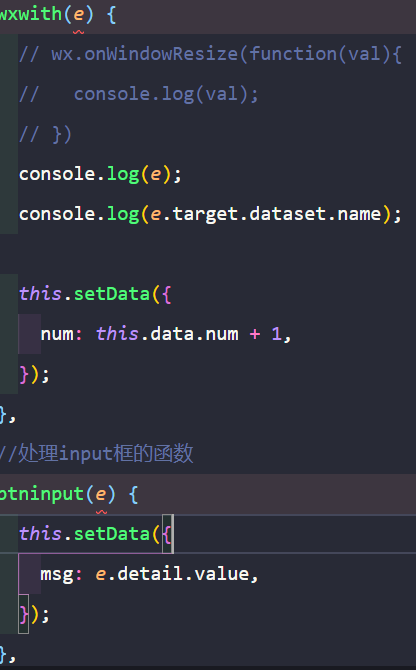 wxwith(e) {
// wx.onWindowResize(function(val){
//   console.log(val);
// })
console.log(e);
console.log(e.target.dataset.name);
this.setData({
num: this.data.num + 1,
});
},
//处理input框的函数
btninput(e) {
this.setData({
msg: e.detail.value,
});
},